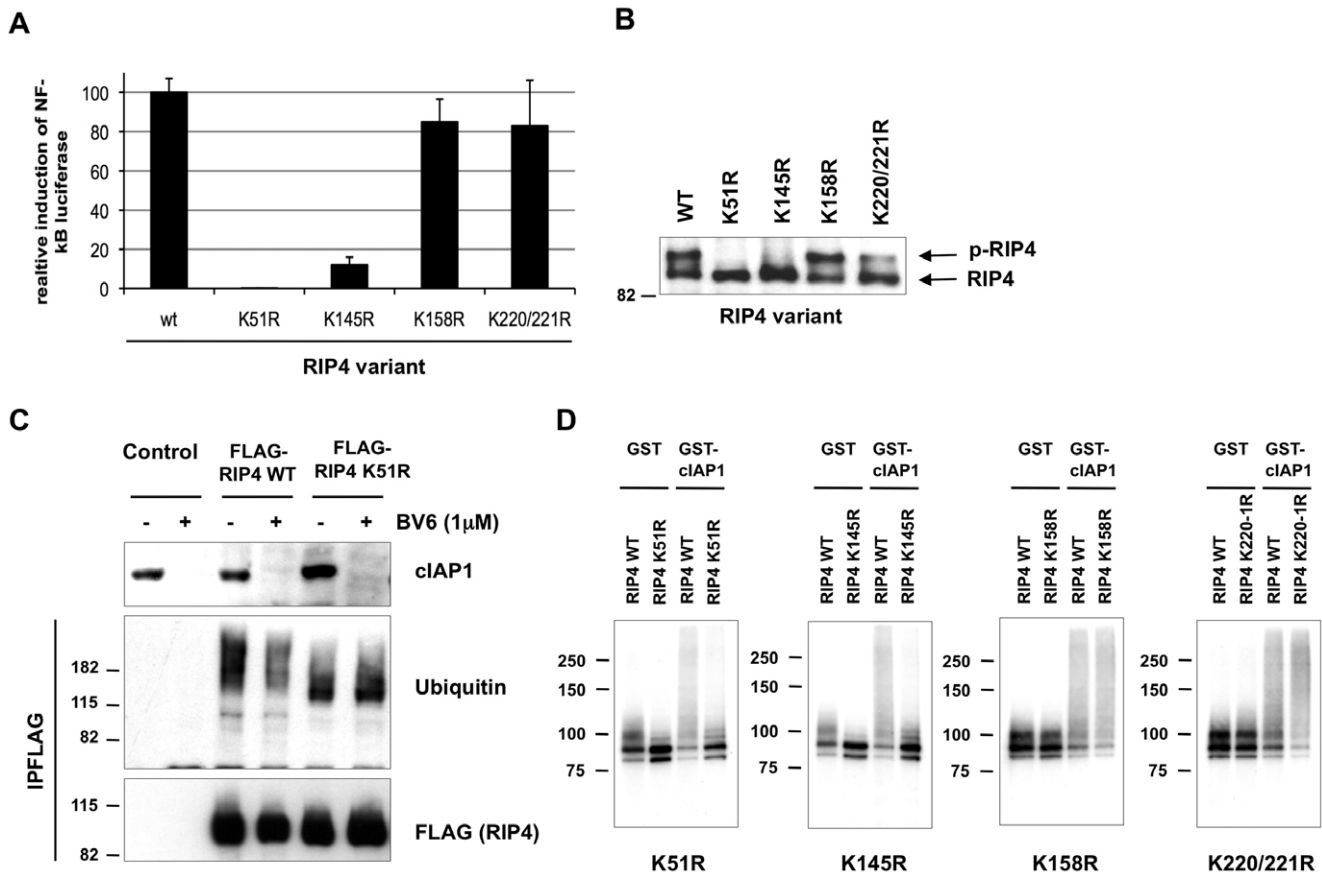 A
realtive induction of NF-
kB luciferase
100
80
60
40
20
0
wt K51R K145R K158R K220/221R
RIP4 variant
B
WT
K51R
K145R
K158R
K220/221R
p-RIP4
RIP4
82
RIP4 variant
C
Control
FLAG-
RIP4 WT
FLAG-
RIP4 K51R
- + - + - + BV6 (1µM)
cIAP1
IPFLAG
182
115
82
Ubiquitin
115
82
FLAG (RIP4)
D
GST
GST-
cIAP1
RIP4 WT
RIP4 K51R
RIP4 WT
RIP4 K51R
250
150
100
75
K51R
GST
GST-
cIAP1
RIP4 WT
RIP4 K145R
RIP4 WT
RIP4 K145R
250
150
100
75
K145R
GST
GST-
cIAP1
RIP4 WT
RIP4 K158R
RIP4 WT
RIP4 K158R
250
150
100
75
K158R
GST
GST-
cIAP1
RIP4 WT
RIP4 K220-1R
RIP4 WT
RIP4 K220-1R
250
150
100
75
K220/221R